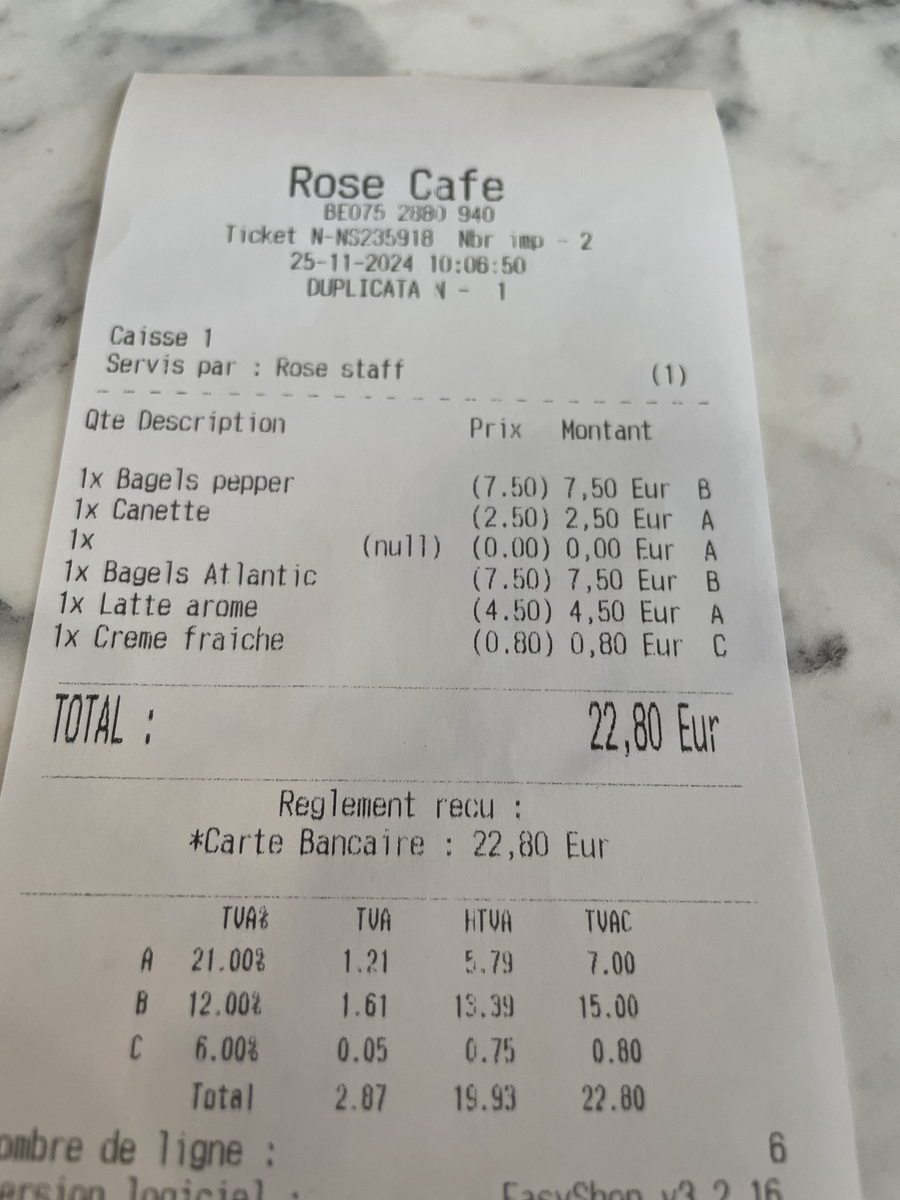 Rose Cafe
BE075 2880 940
Ticket N-NS235918 Nbr imp - 2
25-11-2024 10:06:50
DUPLICATA N - 1
Caisse 1
Servis par : Rose staff (1)
Qte Description Prix Montant
1x Bagels pepper (7.50) 7,50 Eur B
1x Canette (2.50) 2,50 Eur A
1x (null) (0.00) 0,00 Eur A
1x Bagels Atlantic (7.50) 7,50 Eur B
1x Latte arome (4.50) 4,50 Eur A
1x Creme fraiche (0.80) 0,80 Eur C
TOTAL : 22,80 Eur
Reglement recu :
*Carte Bancaire : 22,80 Eur
TVA% TVA HTVA TVAC
A 21.00% 1.21 5.79 7.00
B 12.00% 1.61 13.39 15.00
C 6.00% 0.05 0.75 0.80
Total 2.87 19.93 22.80
ombre de ligne : 6
ersion logiciel : EasyShop v3.2.16